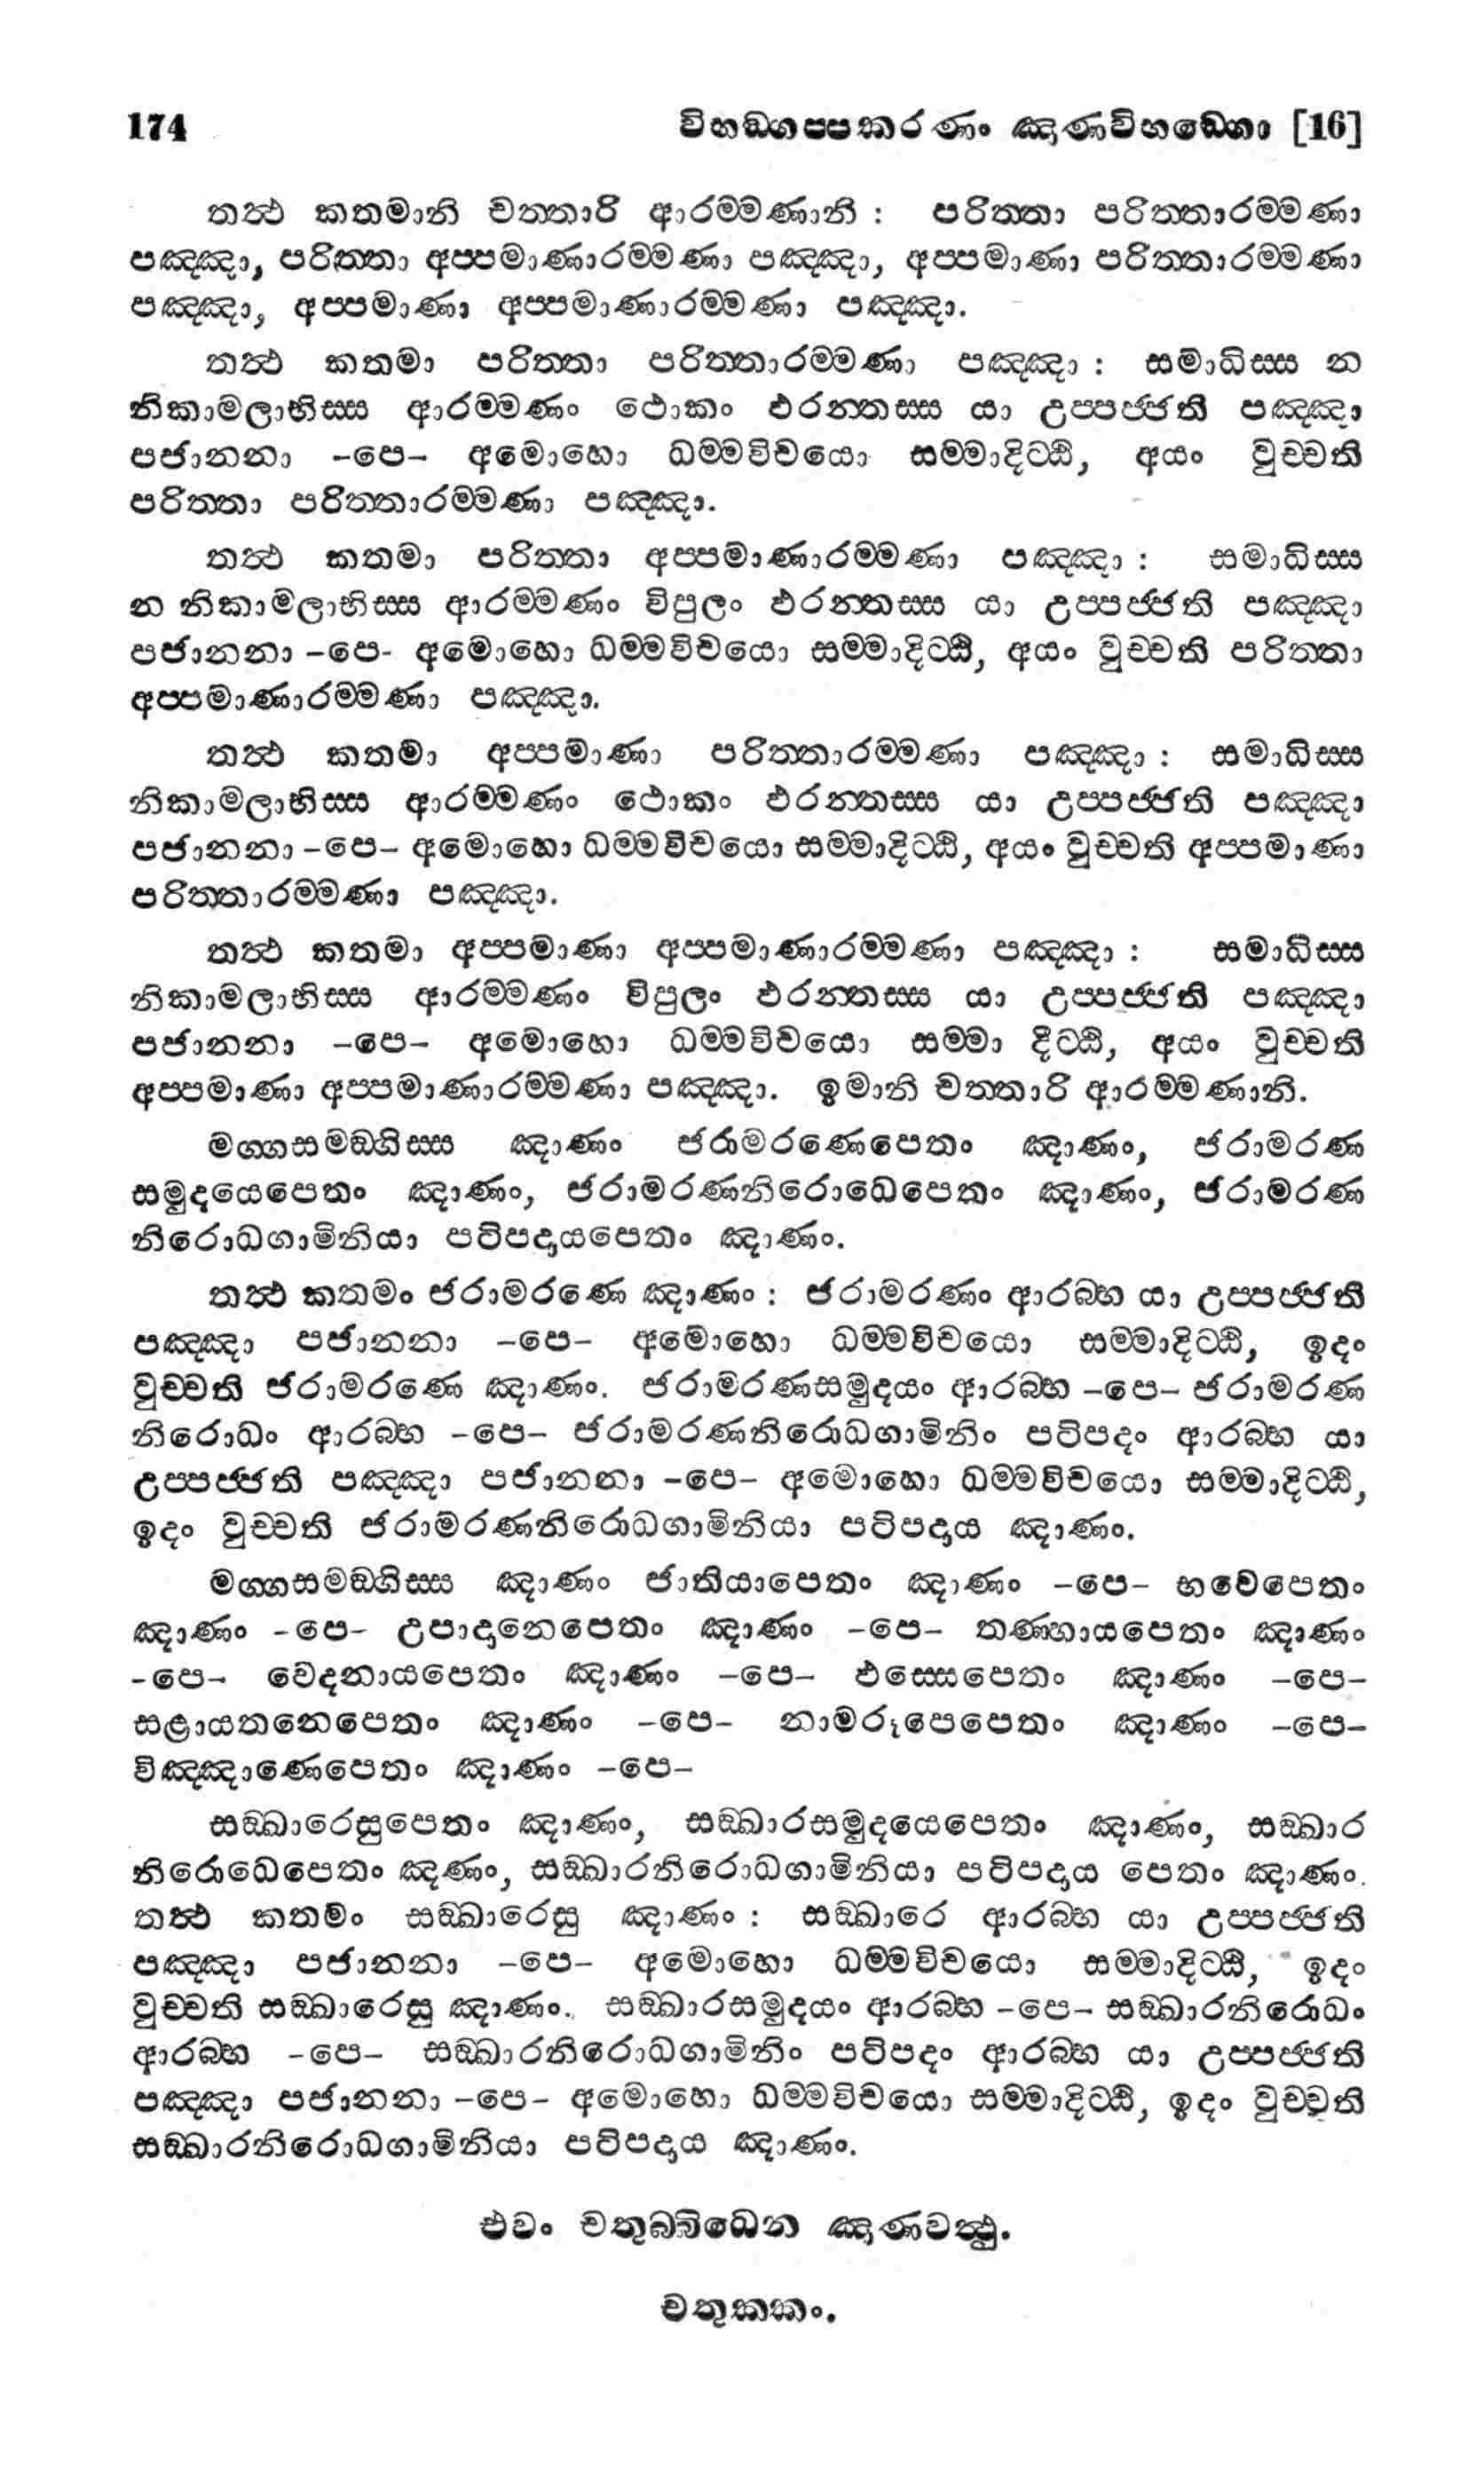 174 විභඞ්ගප්පකරණං ඤණවිභඞ්ගො [16]
තත්‍ථ කතමානි චත්තාරි ආරම්මණානි : පරිත්තා පරිත්තාරම්මණා
පඤ්ඤා, පරිත්තා අප්පමාණාරම්මණා පඤ්ඤා, අප්පමාණා පරිත්තාරම්මණා
පඤ්ඤා, අප්පමාණා අප්පමාණාරම්මණා පඤ්ඤා.
තත්‍ථ කතමා පරිත්තා පරිත්තාරම්මණා පඤ්ඤා : සමාධිස්ස න
නිකාමලාභිස්ස ආරම්මණං ථොකං ඵරන්තස්ස යා උප්පජ්ජති පඤ්ඤා
පජානනා –පෙ– අමොහො ධම්මවිචයො සම්මාදිට්ඨි, අයං වුච්චති
පරිත්තා පරිත්තාරම්මණා පඤ්ඤා.
තත්‍ථ කතමා පරිත්තා අප්පමාණාරම්මණා පඤ්ඤා : සමාධිස්ස
න නිකාමලාභිස්ස ආරම්මණං විපුලං ඵරන්තස්ස යා උප්පජ්ජති පඤ්ඤා
පජානනා –පෙ- අමොහො ධම්මවිචයො සම්මාදිට්ඨි, අයං වුච්චති පරිත්තා
අප්පමාණාරම්මණා පඤ්ඤා.
තත්‍ථ කතමා අප්පමාණා පරිත්තාරම්මණා පඤ්ඤා : සමාධිස්ස
නිකාමලාභිස්ස ආරම්මණං ථොකං ඵරන්තස්ස යා උප්පජ්ජති පඤ්ඤා
පජානනා –පෙ– අමොහො ධම්මවිචයො සම්මාදිට්ඨි, අයං වුච්චති අප්පමාණා
පරිත්තාරම්මණා පඤ්ඤා.
තත්‍ථ කතමා අප්පමාණා අප්පමාණාරම්මණා පඤ්ඤා : සමාධිස්ස
නිකාමලාභිස්ස ආරම්මණං විපුලං ඵරන්තස්ස යා උප්පජ්ජති පඤ්ඤා
පජානනා –පෙ– අමොහො ධම්මවිචයො සම්මා දිට්ඨි, අයං වුච්චති
අප්පමාණා අප්පමාණාරම්මණා පඤ්ඤා. ඉමානි චත්තාරි ආරම්මණානි.
මග්ගසමඞ්ගිස්ස ඤාණං ජරාමරණෙපෙතං ඤාණං, ජරාමරණ
සමුදයෙපෙතං ඤාණං, ජරාමරණනිරොධෙපෙතං ඤාණං, ජරාමරණ
නිරොධගාමිනියා පටිපදායපෙතං ඤාණං.
තත්‍ථ කතමං ජරාමරණෙ ඤාණං : ජරාමරණං ආරබ්භ යා උප්පජ්ජති
පඤ්ඤා පජානනා –පෙ– අමොහො ධම්මවිචයො සම්මාදිට්ඨි, ඉදං
වුච්චති ජරාමරණෙ ඤාණං. ජරාමරණසමුදයං ආරබ්භ –පෙ– ජරාමරණ
නිරොධං ආරබ්භ –පෙ– ජරාමරණනිරොධගාමිනිං පටිපදං ආරබ්භ යා
උප්පජ්ජති පඤ්ඤා පජානනා –පෙ– අමොහො ධම්මවිචයො සම්මාදිට්ඨි,
ඉදං වුච්චති ජරාමරණනිරොධගාමිනියා පටිපදාය ඤාණං.
මග්ගසමඞ්ගිස්ස ඤාණං ජාතියාපෙතං ඤාණං –පෙ– භවෙපෙතං
ඤාණං –පෙ– උපාදානෙපෙතං ඤාණං –පෙ– තණ්හායපෙතං ඤාණං
–පෙ– වෙදනායපෙතං ඤාණං –පෙ– ඵස්සෙපෙතං ඤාණං –පෙ–
සළායතනෙපෙතං ඤාණං –පෙ– නාමරූපෙපෙතං ඤාණං –පෙ–
විඤ්ඤාණෙපෙතං ඤාණං –පෙ–
සඞ්ඛාරෙසුපෙතං ඤාණං, සඞ්ඛාරසමුදයෙපෙතං ඤාණං, සඞ්ඛාර
නිරොධෙපෙතං ඤණං, සඞ්ඛාරනිරොධගාමිනියා පටිපදාය පෙතං ඤාණං.
තත්‍ථ කතමං සඞ්ඛාරෙසු ඤාණං : සඞ්ඛාරෙ ආරබ්භ යා උප්පජ්ජති
පඤ්ඤා පජානනා –පෙ– අමොහො ධම්මවිචයො සම්මාදිට්ඨි, ඉදං
වුච්චති සඞ්ඛාරෙසු ඤාණං. සඞ්ඛාරසමුදයං ආරබ්භ –පෙ– සඞ්ඛාරනිරොධං
ආරබ්භ –පෙ– සඞ්ඛාරනිරොධගාමිනිං පටිපදං ආරබ්භ යා උප්පජ්ජති
පඤ්ඤා පජානනා –පෙ– අමොහො ධම්මවිචයො සම්මාදිට්ඨි, ඉදං වුච්චති
සඞ්ඛාරනිරොධගාමිනියා පටිපදාය ඤාණං.
එවං චතුබ්බිධෙන ඤණවත්‍ථු.
චතුක්කං.